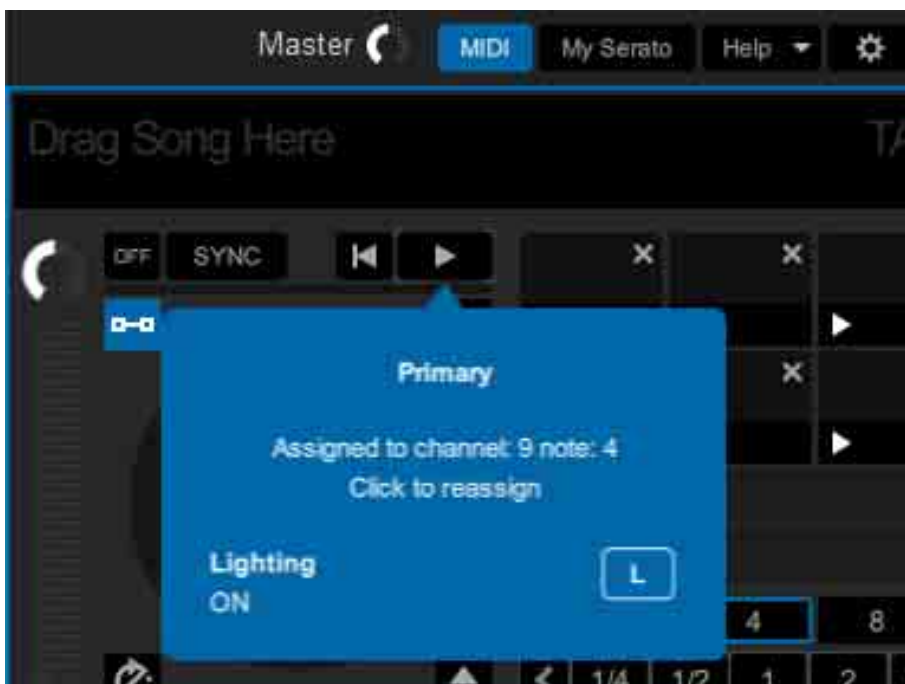 Master MIDI My Serato Help
Drag Song Here TA
OFF SYNC
Primary
Assigned to channel: 9 note: 4
Click to reassign
Lighting
ON
L
4 8
1/4 1/2 1 2